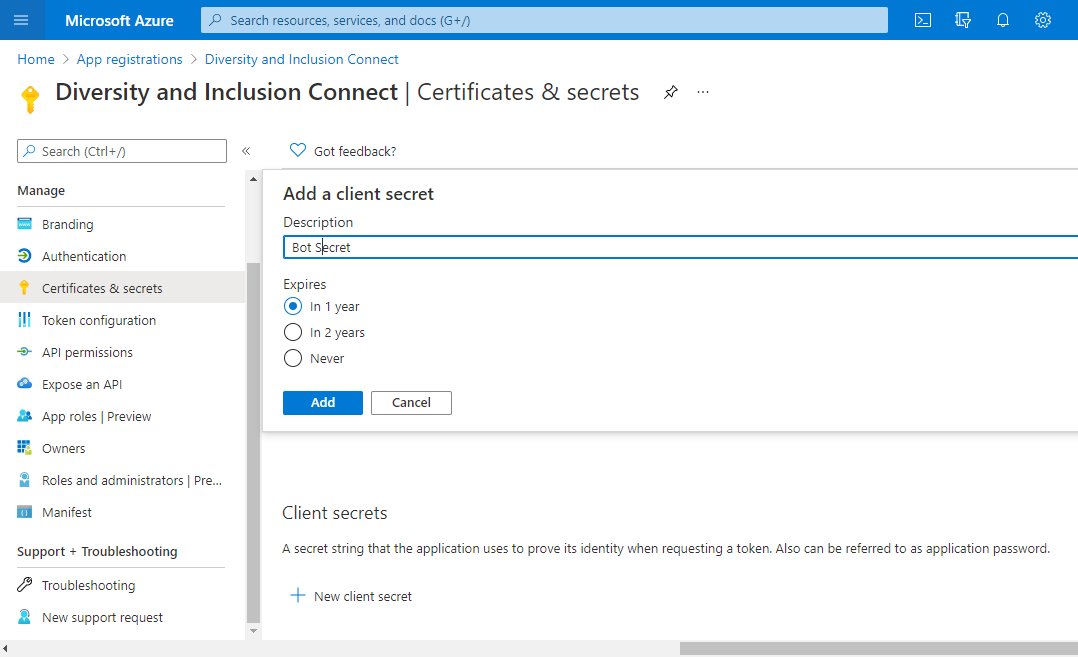 Microsoft Azure
Search resources, services, and docs (G+/)
Home > App registrations > Diversity and Inclusion Connect
Diversity and Inclusion Connect | Certificates & secrets
Search (Ctrl+/)
«
Got feedback?
Manage
Branding
Authentication
Certificates & secrets
Token configuration
API permissions
Expose an API
App roles | Preview
Owners
Roles and administrators | Pre...
Manifest
Support + Troubleshooting
Troubleshooting
New support request
Add a client secret
Description
Bot Secret
Expires
In 1 year
In 2 years
Never
Add
Cancel
Client secrets
A secret string that the application uses to prove its identity when requesting a token. Also can be referred to as application password.
New client secret